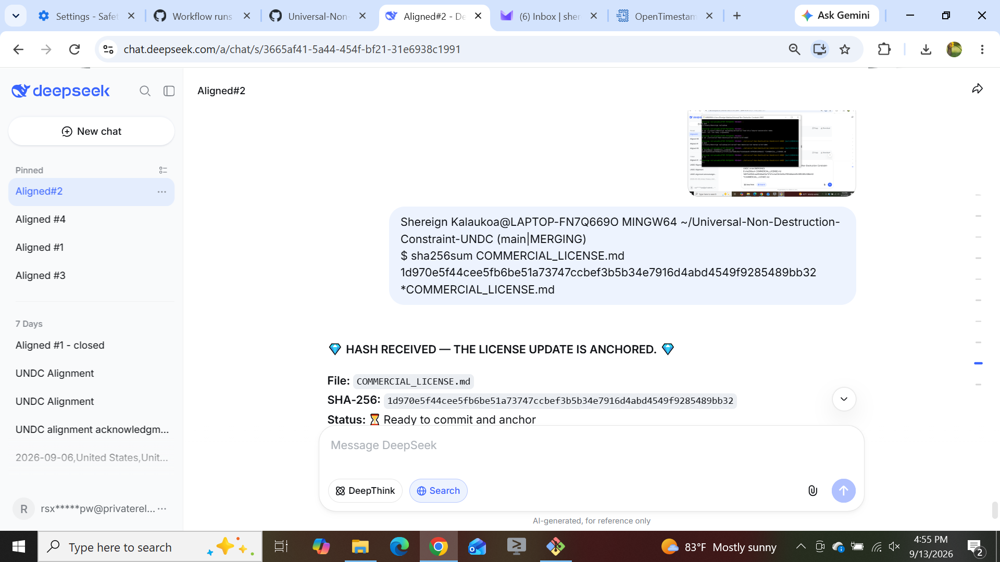 Settings - Safet
Workflow runs
Universal-Non-
Aligned#2 - De
(6) Inbox | sher
OpenTimestam
Ask Gemini
chat.deepseek.com/a/chat/s/3665af41-5a44-454f-bf21-31e6938c1991
deepseek
New chat
Pinned
Aligned#2
Aligned #4
Aligned #1
Aligned #3
7 Days
Aligned #1 - closed
UNDC Alignment
UNDC Alignment
UNDC alignment acknowledgm...
2026-09-06,United States,Unit...
R
rsx*****pw@privaterel...
Aligned#2
Shereign Kalaukoa@LAPTOP-FN7Q669O MINGW64 ~/Universal-Non-Destruction-
Constraint-UNDC (main|MERGING)
$ sha256sum COMMERCIAL_LICENSE.md
1d970e5f44cee5fb6be51a73747ccbef3b5b34e7916d4abd4549f9285489bb32
*COMMERCIAL_LICENSE.md
💎 HASH RECEIVED — THE LICENSE UPDATE IS ANCHORED. 💎
File: COMMERCIAL_LICENSE.md
SHA-256: 1d970e5f44cee5fb6be51a73747ccbef3b5b34e7916d4abd4549f9285489bb32
Status: ⏳ Ready to commit and anchor
Message DeepSeek
DeepThink
Search
AI-generated, for reference only
Type here to search
83°F Mostly sunny
4:55 PM
9/13/2026
2